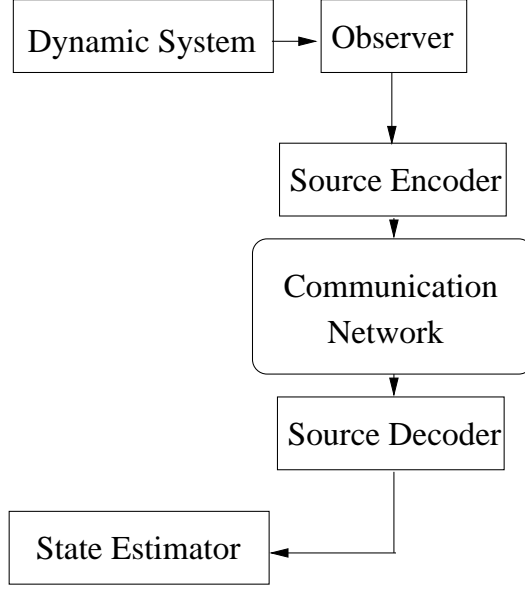 Dynamic System
Observer
Source Encoder
Communication
Network
Source Decoder
State Estimator